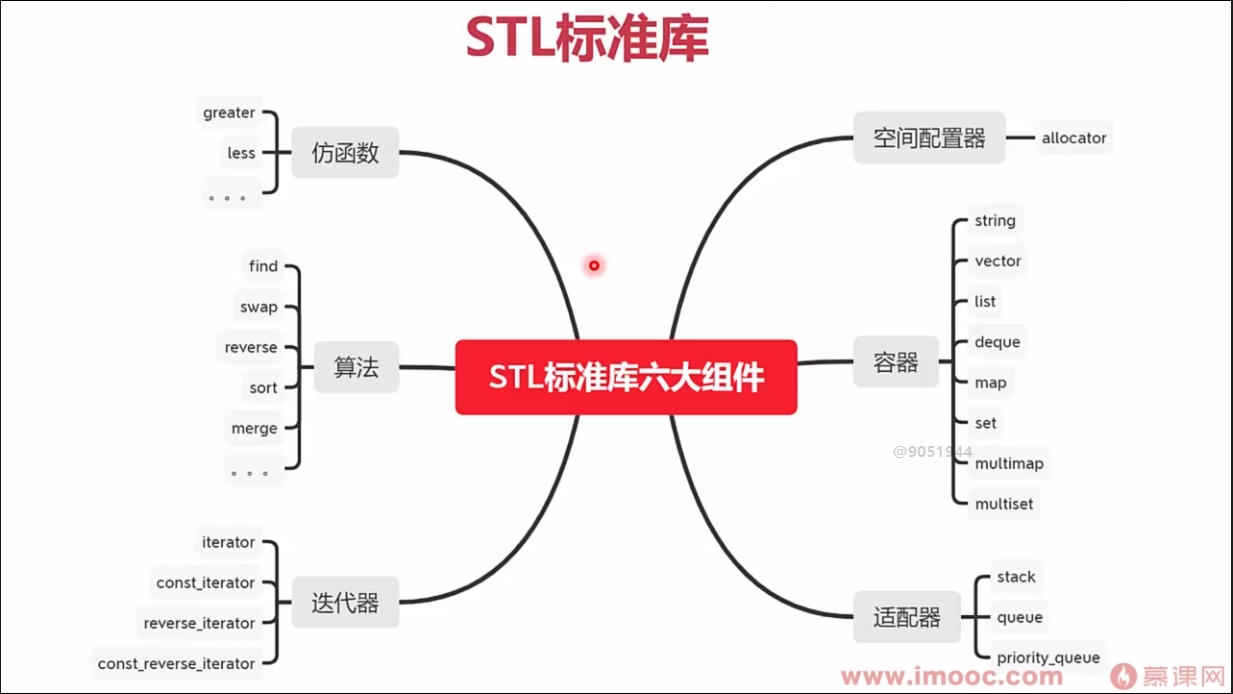 STL标准库
greater
less
。。。
仿函数
find
swap
reverse
sort
merge
。。。
算法
iterator
const_iterator
reverse_iterator
const_reverse_iterator
迭代器
STL标准库六大组件
空间配置器
allocator
容器
string
vector
list
deque
map
set
multimap
multiset
@9051944
适配器
stack
queue
priority_queue
www.imooc.com
慕课网